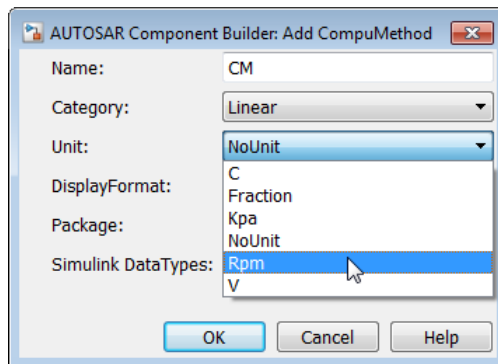 AUTOSAR Component Builder: Add CompuMethod
Name: CM
Category: Linear
Unit: NoUnit
C
DisplayFormat: Fraction
Kpa
Package: NoUnit
Simulink DataTypes: Rpm
V
OK Cancel Help